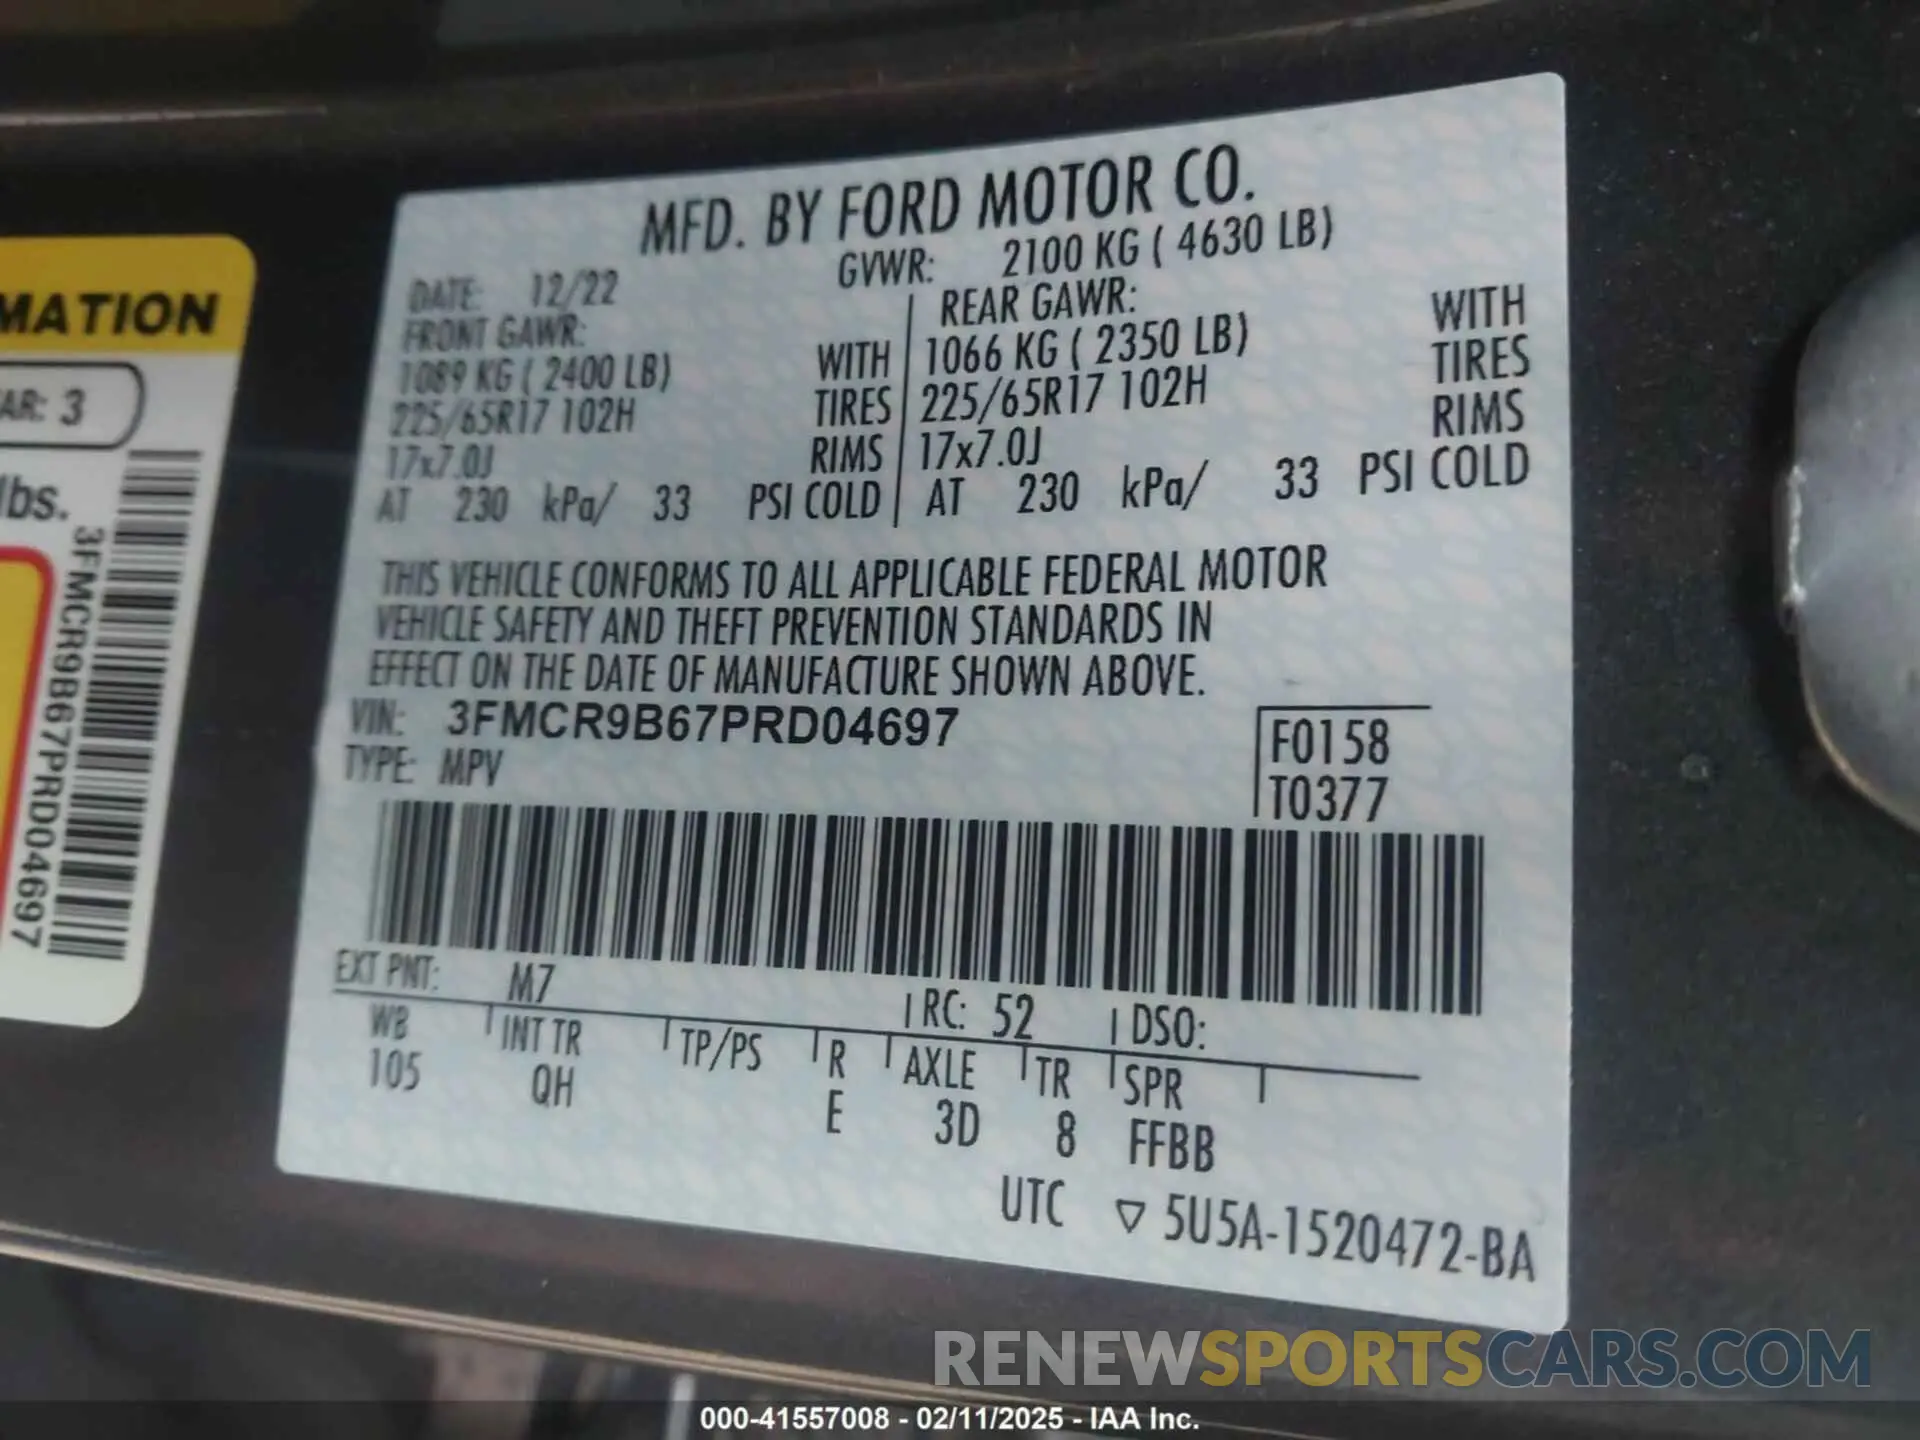 MFD. BY FORD MOTOR CO.
DATE: 12/22
GVWR: 2100 KG ( 4630 LB)
FRONT GAWR:
1089 KG ( 2400 LB) WITH
225/65R17 102H TIRES
17x7.0J RIMS
AT 230 kPa/ 33 PSI COLD
REAR GAWR:
1066 KG ( 2350 LB) WITH
225/65R17 102H TIRES
17x7.0J RIMS
AT 230 kPa/ 33 PSI COLD
THIS VEHICLE CONFORMS TO ALL APPLICABLE FEDERAL MOTOR
VEHICLE SAFETY AND THEFT PREVENTION STANDARDS IN
EFFECT ON THE DATE OF MANUFACTURE SHOWN ABOVE.
VIN: 3FMCR9B67PRD04697
TYPE: MPV
F0158
T0377
EXT PNT: M7 RC: 52 DSO:
WB INT TR TP/PS R AXLE TR SPR
105 QH E 3D 8 FFBB
UTC ▽ 5U5A-1520472-BA
MATION
AR: 3
lbs.
3FMCR9B67PRD04697
RENEWSPORTSCARS.COM
000-41557008 - 02/11/2025 - IAA Inc.